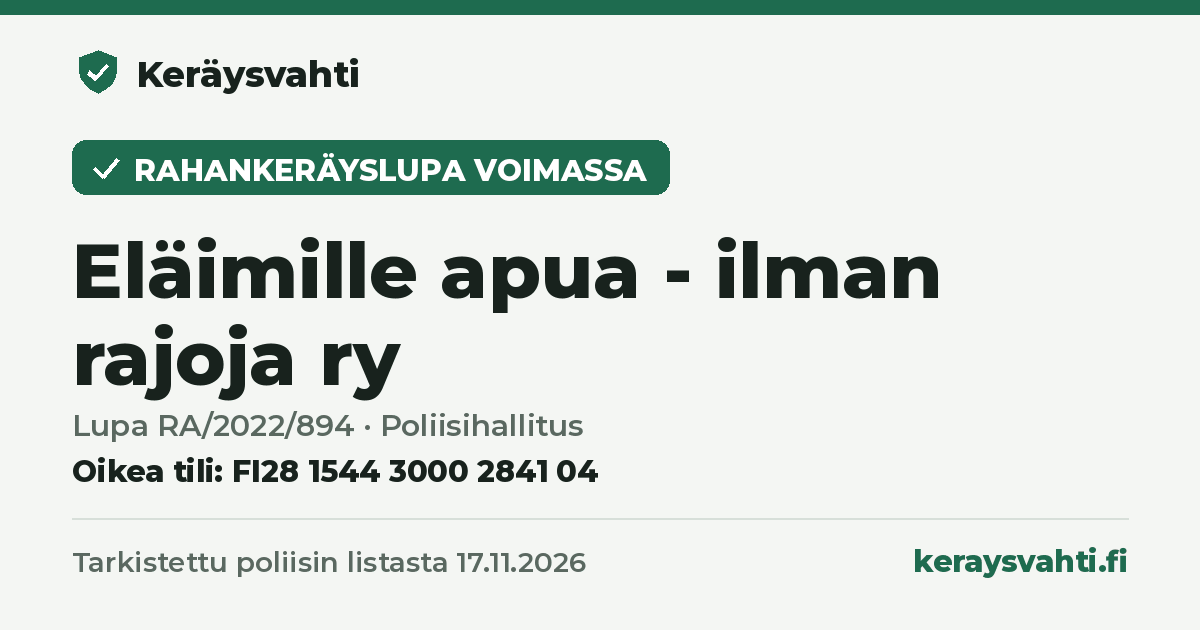 Keräysvahti
RAHANKERÄYSLUPA VOIMASSA
Eläimille apua - ilman
rajoja ry
Lupa RA/2022/894 · Poliisihallitus
Oikea tili: FI28 1544 3000 2841 04
Tarkistettu poliisin listasta 17.11.2026
keraysvahti.fi